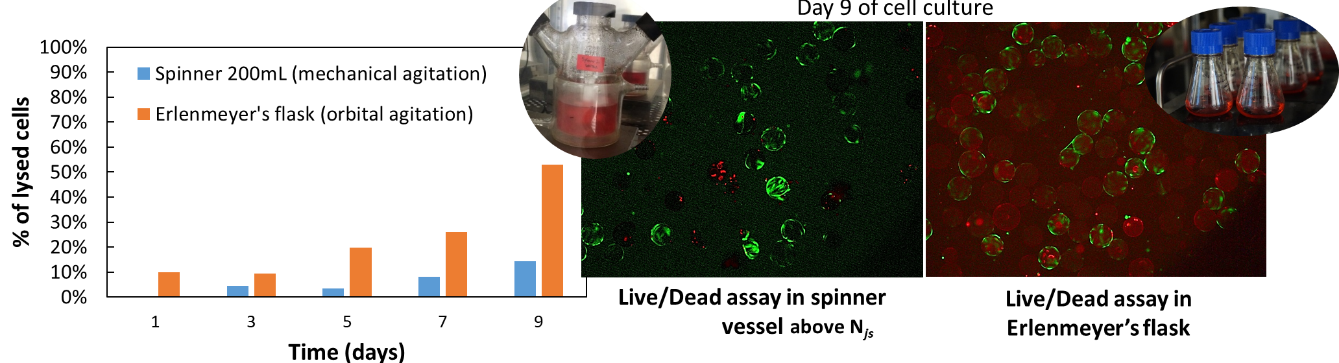 Day 9 of cell culture
100%
90%
80%
70%
60%
50%
40%
30%
20%
10%
0%
% of lysed cells
Spinner 200mL (mechanical agitation)
Erlenmeyer's flask (orbital agitation)
1 3 5 7 9
Time (days)
Live/Dead assay in spinner
vessel above Njs
Live/Dead assay in
Erlenmeyer’s flask